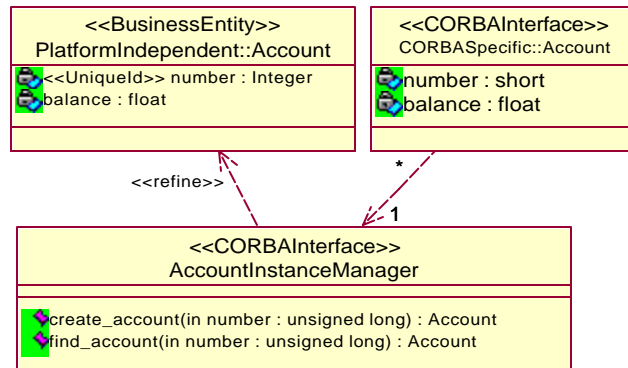 <<BusinessEntity>>
PlatformIndependent::Account
<<UniqueId>> number : Integer
balance : float
<<CORBAInterface>>
CORBASpecific::Account
number : short
balance : float
<<refine>>
*
1
<<CORBAInterface>>
AccountInstanceManager
create_account(in number : unsigned long) : Account
find_account(in number : unsigned long) : Account